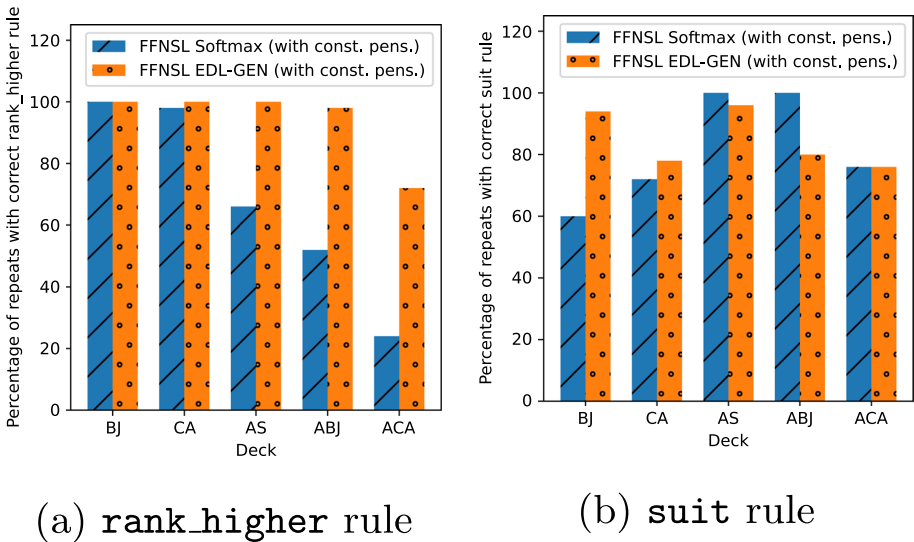 Percentage of repeats with correct rank_higher rule
120
100
80
60
40
20
0
FFNSL Softmax (with const. pens.)
FFNSL EDL-GEN (with const. pens.)
BJ CA AS ABJ ACA
Deck
(a) rank_higher rule
Percentage of repeats with correct suit rule
120
100
80
60
40
20
0
FFNSL Softmax (with const. pens.)
FFNSL EDL-GEN (with const. pens.)
BJ CA AS ABJ ACA
Deck
(b) suit rule